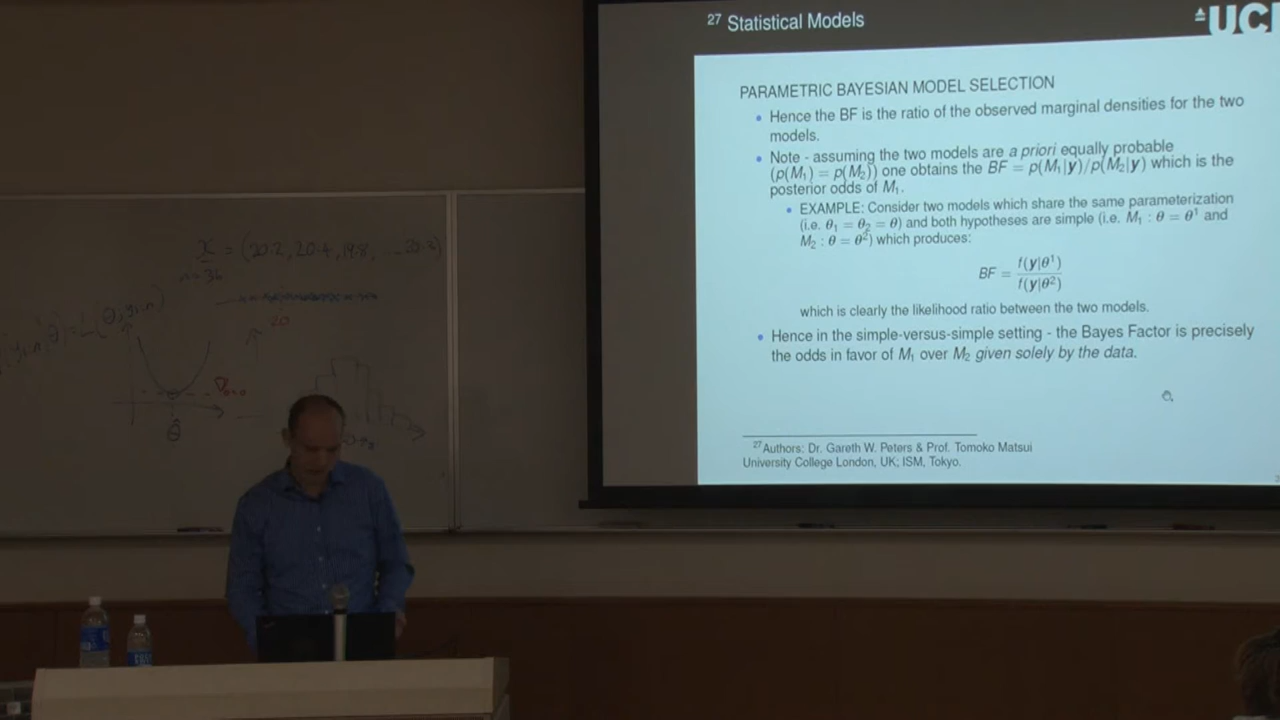 27 Statistical Models
UCL
PARAMETRIC BAYESIAN MODEL SELECTION
• Hence the BF is the ratio of the observed marginal densities for the two
models.
• Note - assuming the two models are a priori equally probable
(p(M₁) = p(M₂)) one obtains the BF = p(M₁|y)/p(M₂|y) which is the
posterior odds of M₁.
• EXAMPLE: Consider two models which share the same parameterization
(i.e. θ₁ = θ₂ = θ) and both hypotheses are simple (i.e. M₁ : θ = θ¹ and
M₂ : θ = θ²) which produces:
BF = f(y|θ¹) / f(y|θ²)
which is clearly the likelihood ratio between the two models.
• Hence in the simple-versus-simple setting - the Bayes Factor is precisely
the odds in favor of M₁ over M₂ given solely by the data.
27 Authors: Dr. Gareth W. Peters & Prof. Tomoko Matsui
University College London, UK; ISM, Tokyo.
x = (20.2, 20.4, 19.8, ... 20.3)
n = 36
20
θ̂